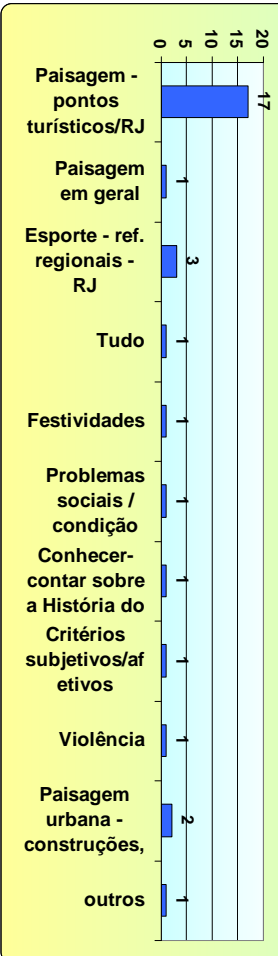 0 5 10 15 20
17
Paisagem -
pontos
turísticos/RJ
1
Paisagem
em geral
3
Esporte - ref.
regionais -
RJ
1
Tudo
1
Festividades
1
Problemas
sociais /
condição
1
Conhecer-
contar sobre
a História do
1
Critérios
subjetivos/af
etivos
1
Violência
2
Paisagem
urbana -
construções,
1
outros